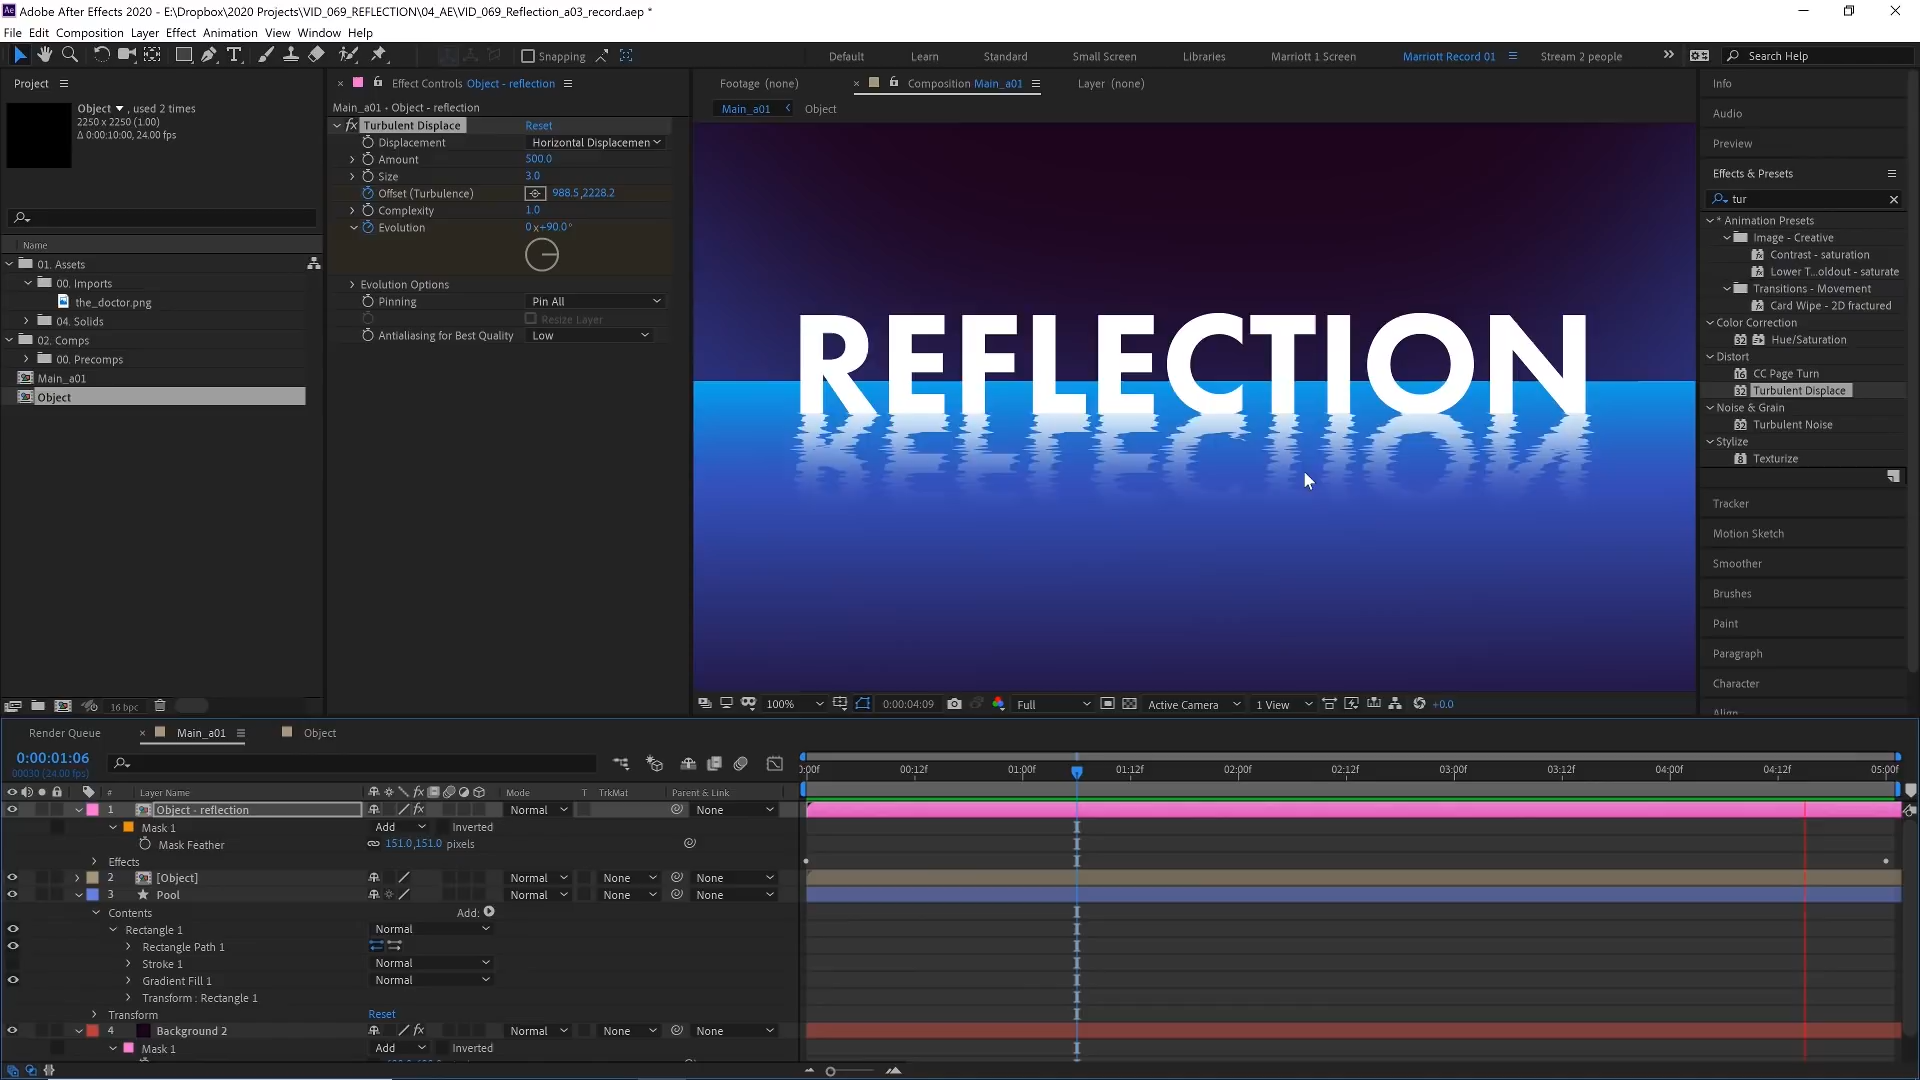 Adobe After Effects 2020 - E:\Dropbox\2020 Projects\VID_069_REFLECTION\04_AE\VID_069_Reflection_a03_record.aep *
File Edit Composition Layer Effect Animation View Window Help
Snapping
Default Learn Standard Small Screen Libraries Marriott 1 Screen Marriott Record 01 Stream 2 people
Search Help
Project
Object , used 2 times
2250 x 2250 (1.00)
Δ 0:00:10:00, 24.00 fps
Name
01. Assets
00. Imports
the_doctor.png
04. Solids
02. Comps
00. Precomps
Main_a01
Object
16 bpc
Effect Controls Object - reflection
Main_a01 • Object - reflection
fx Turbulent Displace Reset
Displacement Horizontal Displacemen
Amount 500.0
Size 3.0
Offset (Turbulence) 988.5,2228.2
Complexity 1.0
Evolution 0x+90.0°
Evolution Options
Pinning Pin All
Resize Layer
Antialiasing for Best Quality Low
Footage (none) Composition Main_a01 Layer (none)
Main_a01 Object
REFLECTION
100% 0:00:04:09 Full Active Camera 1 View +0.0
Info
Audio
Preview
Effects & Presets
tur
* Animation Presets
Image - Creative
Contrast - saturation
Lower T...oldout - saturate
Transitions - Movement
Card Wipe - 2D fractured
Color Correction
32 Hue/Saturation
Distort
16 CC Page Turn
32 Turbulent Displace
Noise & Grain
32 Turbulent Noise
Stylize
8 Texturize
Tracker
Motion Sketch
Smoother
Brushes
Paint
Paragraph
Character
Align
Render Queue Main_a01 Object
0:00:01:06
00030 (24.00 fps)
:00f 00:12f 01:00f 01:12f 02:00f 02:12f 03:00f 03:12f 04:00f 04:12f 05:00f
# Layer Name fx Mode T TrkMat Parent & Link
1 Object - reflection fx Normal None
Mask 1 Add Inverted
Mask Feather 151.0,151.0 pixels
Effects
2 [Object] Normal None None
3 Pool Normal None None
Contents Add:
Rectangle 1 Normal
Rectangle Path 1
Stroke 1 Normal
Gradient Fill 1 Normal
Transform : Rectangle 1
Transform Reset
4 Background 2 fx Normal None None
Mask 1 Add Inverted